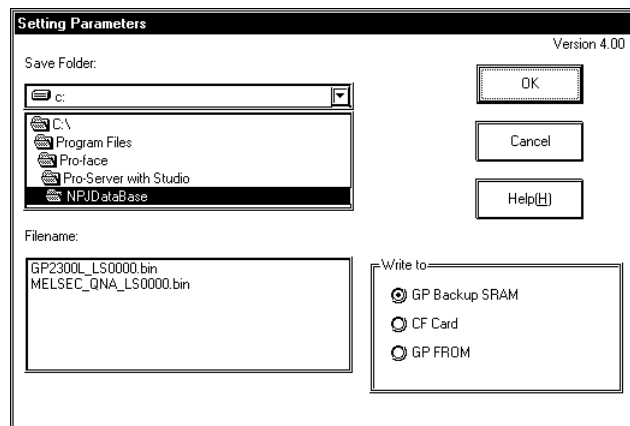 Setting Parameters
Version 4.00
Save Folder:
c:
OK
C:\
Program Files
Pro-face
Pro-Server with Studio
NPJDataBase
Cancel
Help(H)
Filename:
GP2300L_LS0000.bin
MELSEC_QNA_LS0000.bin
Write to
GP Backup SRAM
CF Card
GP FROM